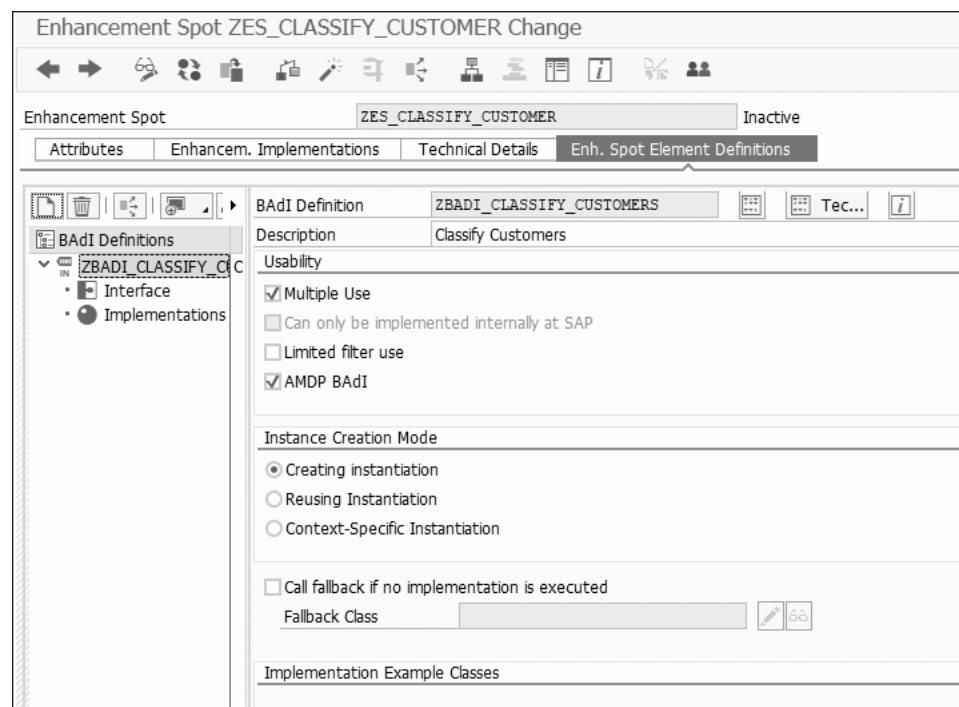 Enhancement Spot ZES_CLASSIFY_CUSTOMER Change
Enhancement Spot ZES_CLASSIFY_CUSTOMER Inactive
Attributes Enhancem. Implementations Technical Details Enh. Spot Element Definitions
BAdI Definition ZBADI_CLASSIFY_CUSTOMERS Tec...
Description Classify Customers
BAdI Definitions
IN ZBADI_CLASSIFY_C C
Interface
Implementations
Usability
Multiple Use
Can only be implemented internally at SAP
Limited filter use
AMDP BAdI
Instance Creation Mode
Creating instantiation
Reusing Instantiation
Context-Specific Instantiation
Call fallback if no implementation is executed
Fallback Class
Implementation Example Classes